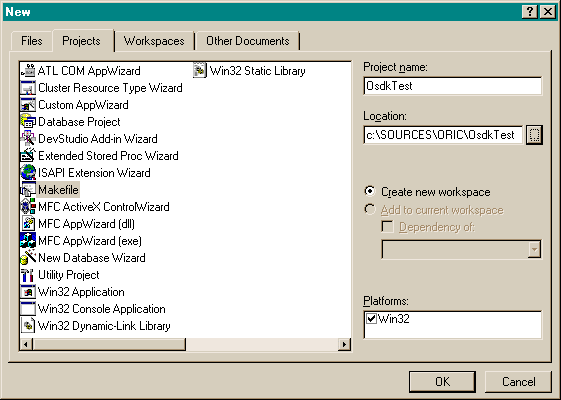 New
Files
Projects
Workspaces
Other Documents
ATL COM AppWizard
Cluster Resource Type Wizard
Custom AppWizard
Database Project
DevStudio Add-in Wizard
Extended Stored Proc Wizard
ISAPI Extension Wizard
Makefile
MFC ActiveX ControlWizard
MFC AppWizard (dll)
MFC AppWizard (exe)
New Database Wizard
Utility Project
Win32 Application
Win32 Console Application
Win32 Dynamic-Link Library
Win32 Static Library
Project name:
OsdkTest
Location:
c:\SOURCES\ORIC\OsdkTest
...
Create new workspace
Add to current workspace
Dependency of:
Platforms:
Win32
OK
Cancel